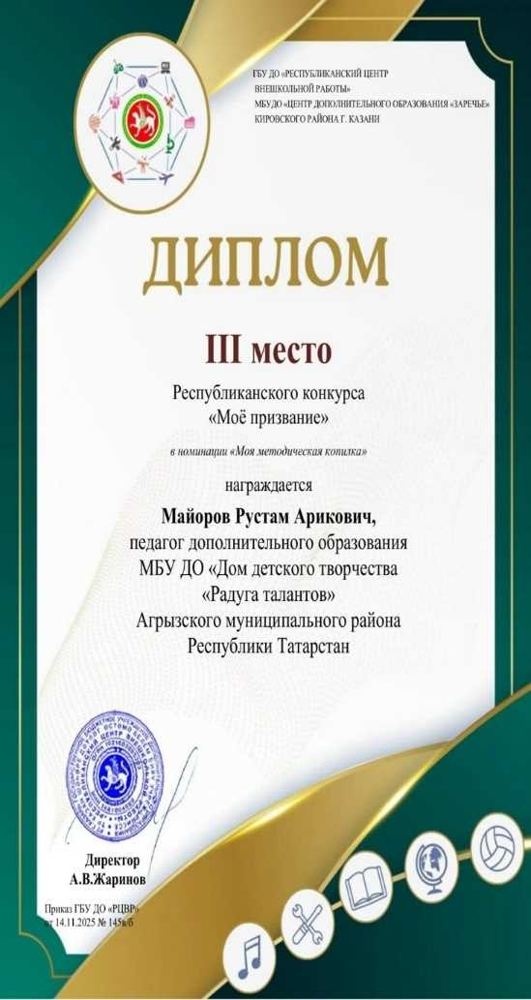 ГБУ ДО «РЕСПУБЛИКАНСКИЙ ЦЕНТР
ВНЕШКОЛЬНОЙ РАБОТЫ»
МБУДО «ЦЕНТР ДОПОЛНИТЕЛЬНОГО ОБРАЗОВАНИЯ «ЗАРЕЧЬЕ»
КИРОВСКОГО РАЙОНА Г. КАЗАНИ
ДИПЛОМ
III место
Республиканского конкурса
«Моё призвание»
в номинации «Моя методическая копилка»
награждается
Майоров Рустам Арикович,
педагог дополнительного образования
МБУ ДО «Дом детского творчества
«Радуга талантов»
Агрызского муниципального района
Республики Татарстан
Директор
А.В.Жаринов
Приказ ГБУ ДО «РЦВР»
от 14.11.2025 № 145в/б